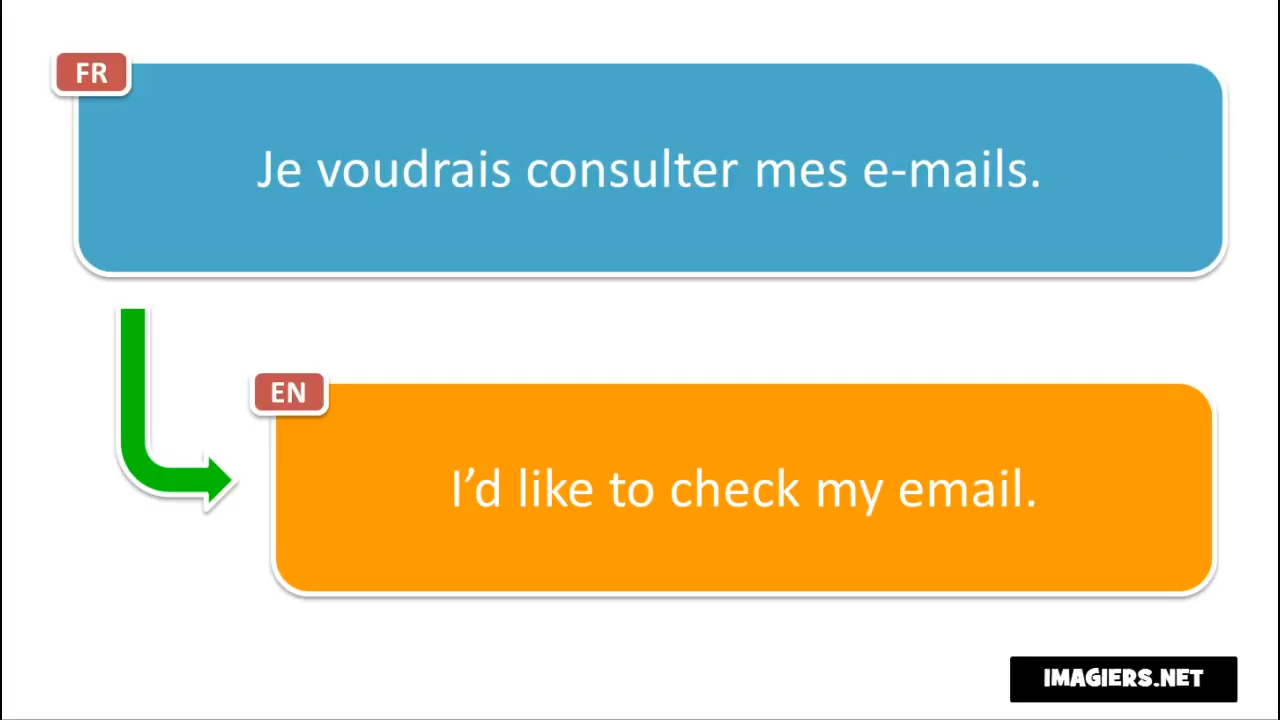 FR
Je voudrais consulter mes e-mails.
EN
I’d like to check my email.
IMAGIERS.NET